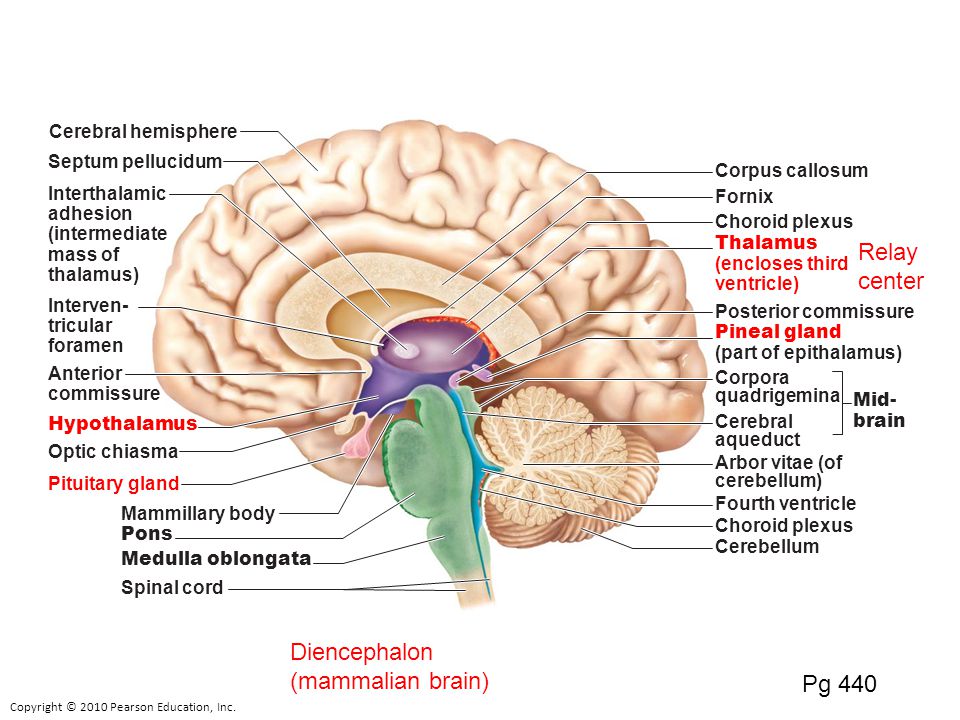 Cerebral hemisphere
Septum pellucidum
Interthalamic
adhesion
(intermediate
mass of
thalamus)
Interven-
tricular
foramen
Anterior
commissure
Hypothalamus
Optic chiasma
Pituitary gland
Mammillary body
Pons
Medulla oblongata
Spinal cord
Corpus callosum
Fornix
Choroid plexus
Thalamus
(encloses third
ventricle)
Relay
center
Posterior commissure
Pineal gland
(part of epithalamus)
Corpora
quadrigemina
Mid-
brain
Cerebral
aqueduct
Arbor vitae (of
cerebellum)
Fourth ventricle
Choroid plexus
Cerebellum
Diencephalon
(mammalian brain)
Pg 440
Copyright © 2010 Pearson Education, Inc.